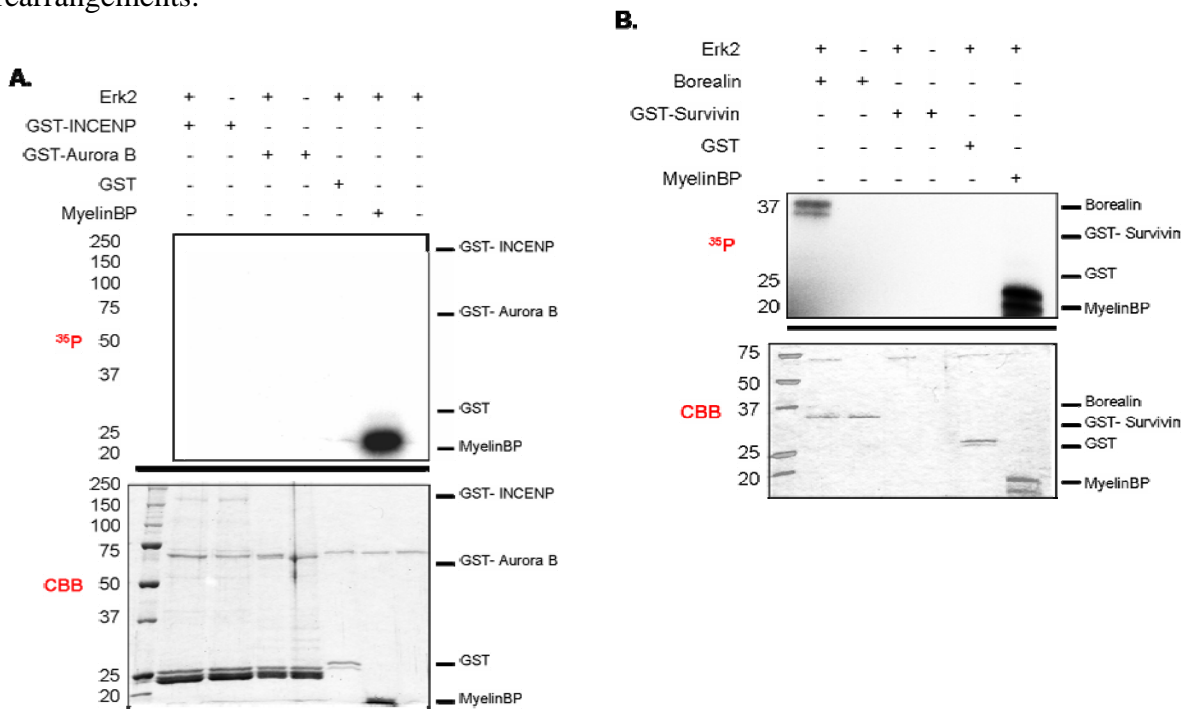 rearrangements.
A.
Erk2 + - + - + + +
GST-INCENP + + - - - - -
GST-Aurora B - - + + - - -
GST - - - - + - -
MyelinBP - - - - - + -
250
150
100
75
50
37
25
20
35P
GST- INCENP
GST- Aurora B
GST
MyelinBP
250
150
100
75
50
37
25
20
CBB
GST- INCENP
GST- Aurora B
GST
MyelinBP
B.
Erk2 + - + - + +
Borealin + + - - - -
GST-Survivin - - + + - -
GST - - - - + -
MyelinBP - - - - - +
37
25
20
35P
Borealin
GST- Survivin
GST
MyelinBP
75
50
37
25
20
CBB
Borealin
GST- Survivin
GST
MyelinBP